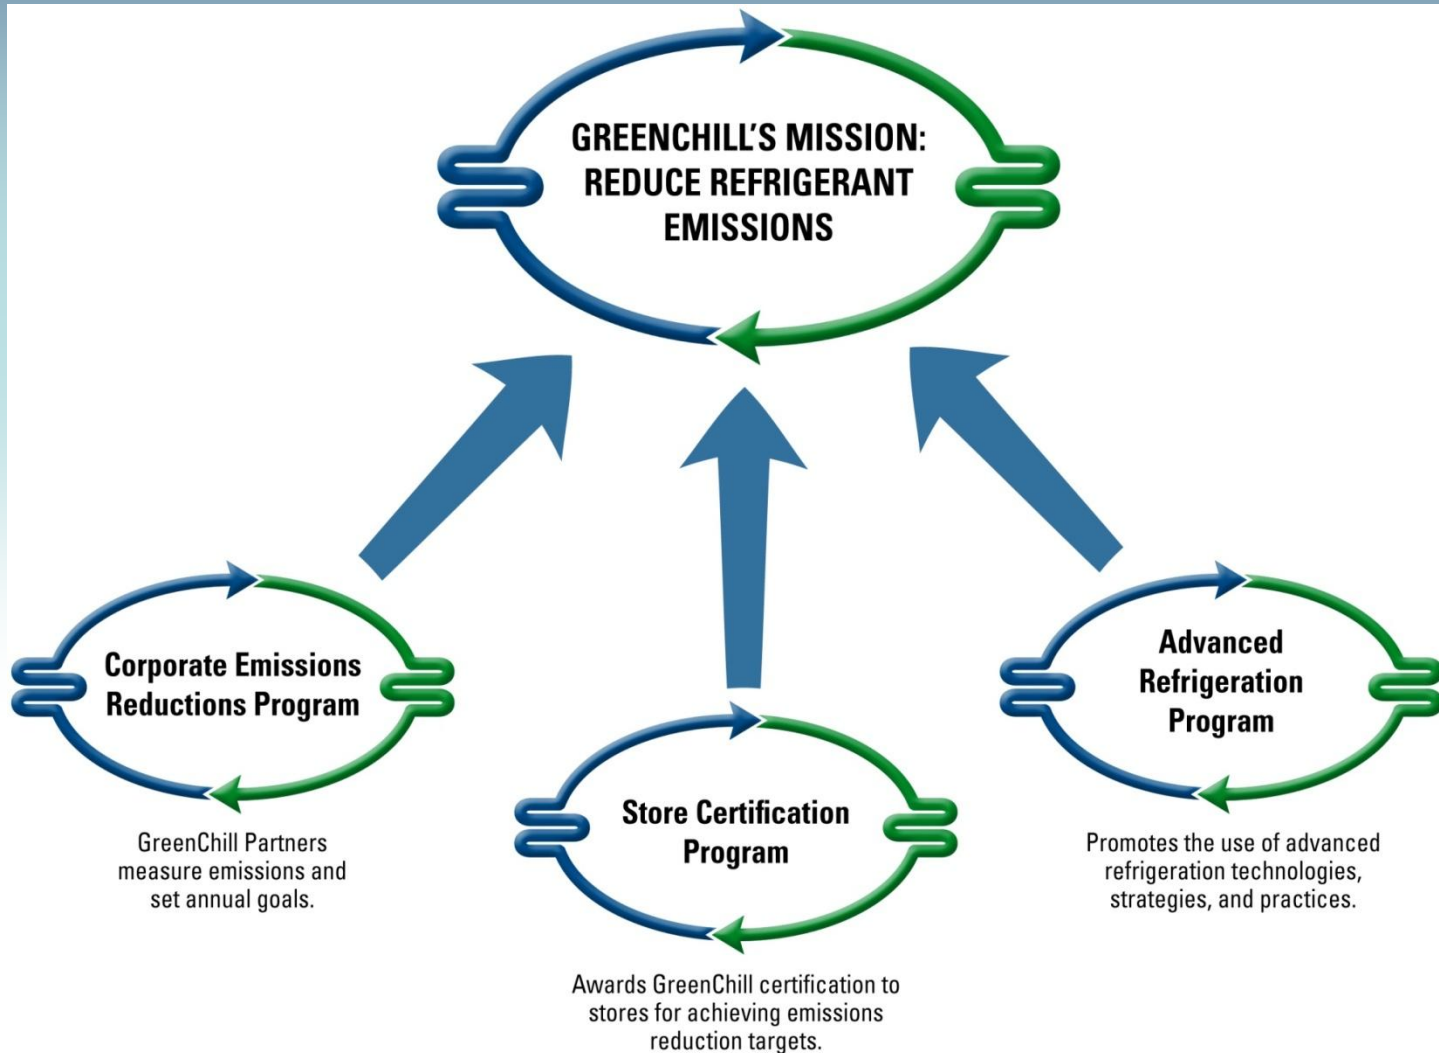 GREENCHILL'S MISSION:
REDUCE REFRIGERANT
EMISSIONS
Corporate Emissions
Reductions Program
GreenChill Partners
measure emissions and
set annual goals.
Store Certification
Program
Awards GreenChill certification to
stores for achieving emissions
reduction targets.
Advanced
Refrigeration
Program
Promotes the use of advanced
refrigeration technologies,
strategies, and practices.